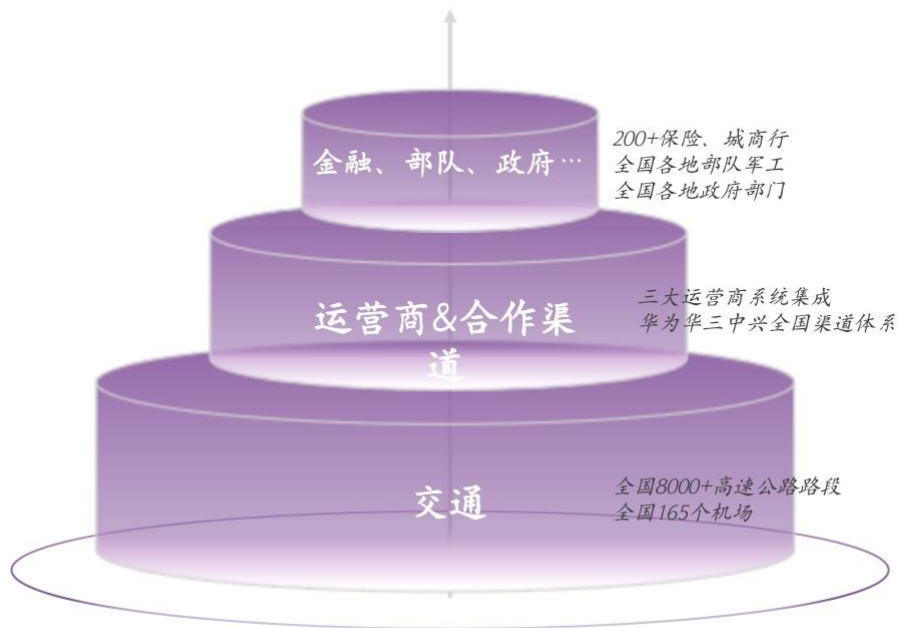 金融、部队、政府…
200+保险、城商行
全国各地部队军工
全国各地政府部门
运营商&合作渠
道
三大运营商系统集成
华为华三中兴全国渠道体系
交通
全国8000+高速公路路段
全国165个机场